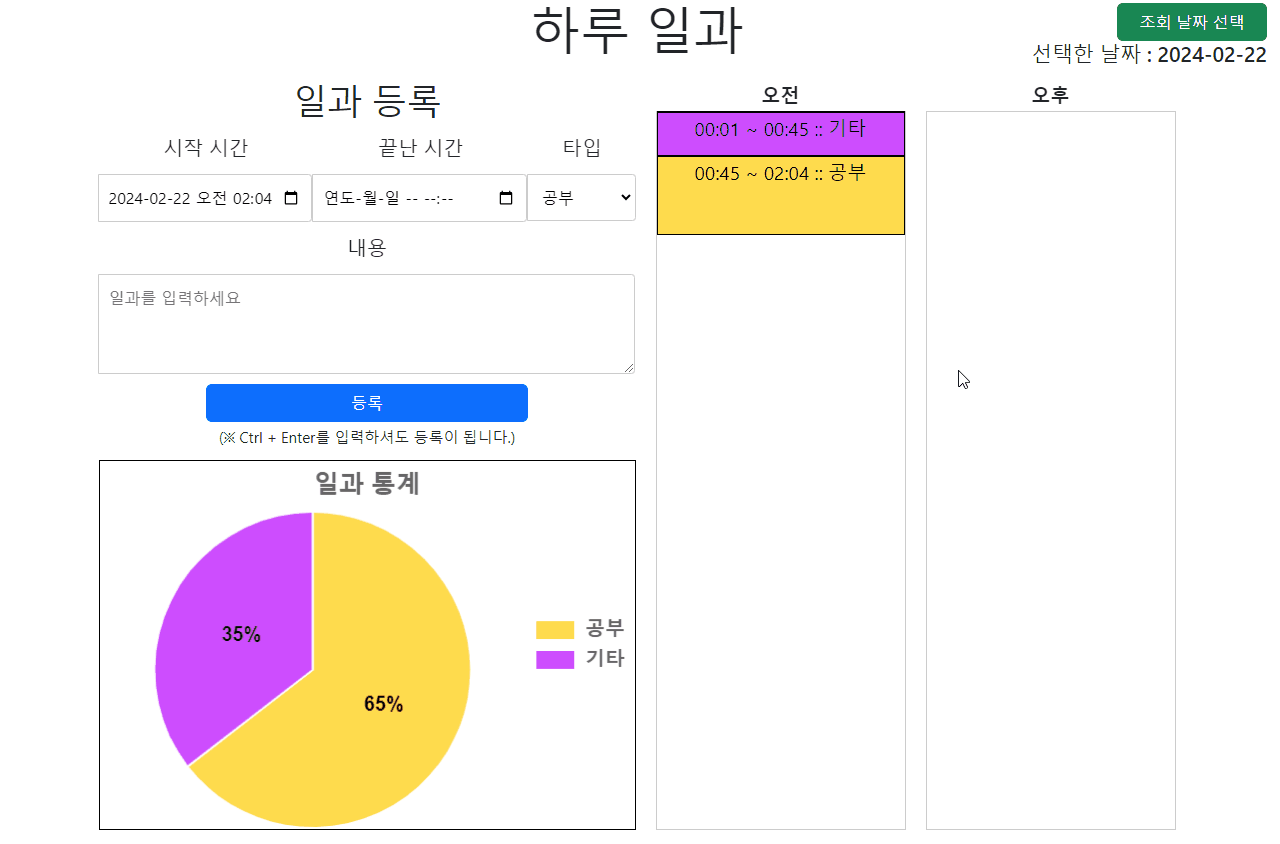 하루 일과
조회 날짜 선택
선택한 날짜 : 2024-02-22
일과 등록
시작 시간 끝난 시간 타입
2024-02-22 오전 02:04 연도-월-일 -- --:-- 공부
내용
일과를 입력하세요
등록
(※ Ctrl + Enter를 입력하셔도 등록이 됩니다.)
일과 통계
35%
65%
공부
기타
오전
00:01 ~ 00:45 :: 기타
00:45 ~ 02:04 :: 공부
오후